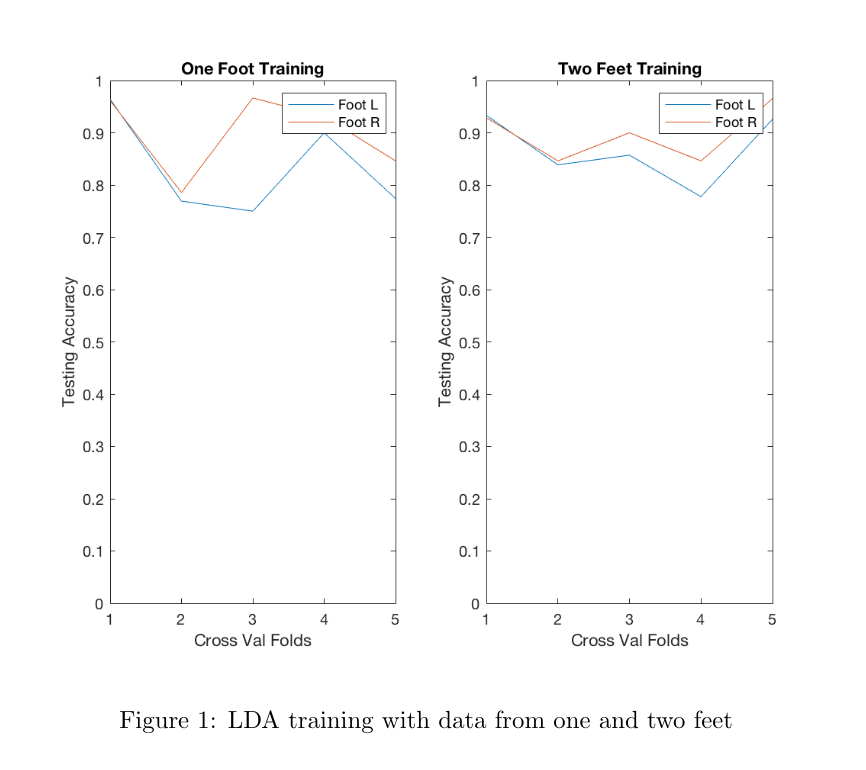 One Foot Training
Foot L
Foot R
1
0.9
0.8
0.7
0.6
0.5
0.4
0.3
0.2
0.1
0
Testing Accuracy
1 2 3 4 5
Cross Val Folds
Two Feet Training
Foot L
Foot R
1
0.9
0.8
0.7
0.6
0.5
0.4
0.3
0.2
0.1
0
Testing Accuracy
1 2 3 4 5
Cross Val Folds
Figure 1: LDA training with data from one and two feet